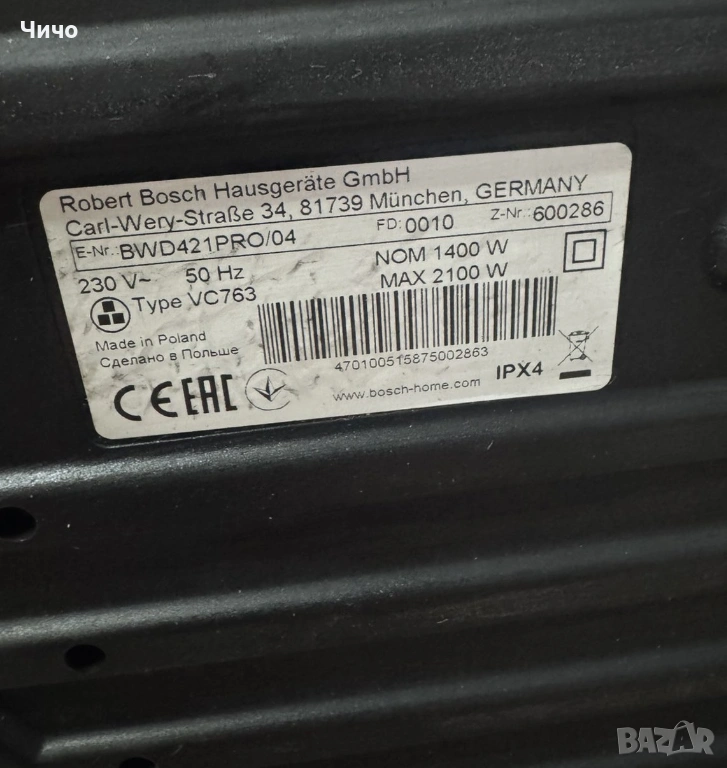 Чичо
Robert Bosch Hausgeräte GmbH
Carl-Wery-Straße 34, 81739 München, GERMANY
E-Nr.: BWD421PRO/04 FD: 0010 Z-Nr.: 600286
230 V~ 50 Hz NOM 1400 W
MAX 2100 W
Type VC763
Made in Poland
Сделано в Польше
470100515875002863
CE EAC www.bosch-home.com IPX4
BAZAR